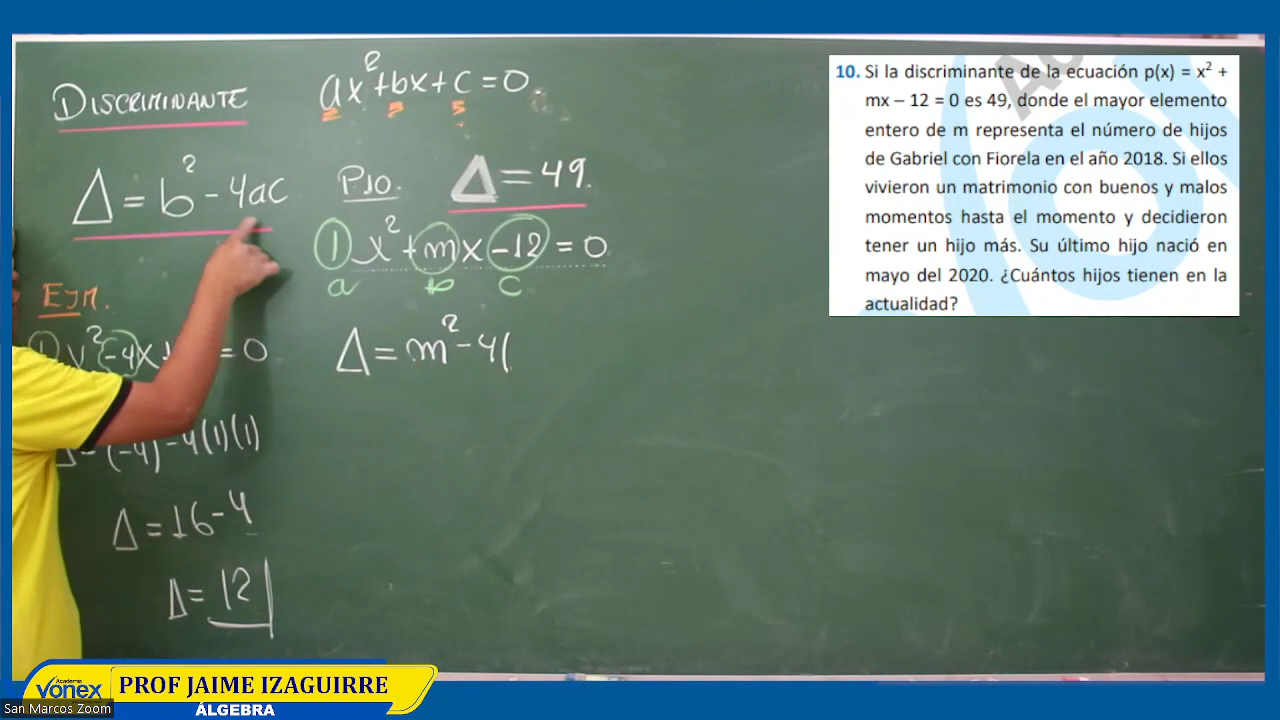 DISCRIMINANTE
ax²+bx+c=0
Δ=b²-4ac
P10. Δ=49.
1x²+mx-12=0
a b c
Δ=m²-4(
EJM.
-4)x =0
(-4) -4(1)(1)
Δ=16-4
Δ=12
10. Si la discriminante de la ecuación p(x) = x² +
mx – 12 = 0 es 49, donde el mayor elemento
entero de m representa el número de hijos
de Gabriel con Fiorela en el año 2018. Si ellos
vivieron un matrimonio con buenos y malos
momentos hasta el momento y decidieron
tener un hijo más. Su último hijo nació en
mayo del 2020. ¿Cuántos hijos tienen en la
actualidad?
Academia
vonex
PROF JAIME IZAGUIRRE
ÁLGEBRA
San Marcos Zoom